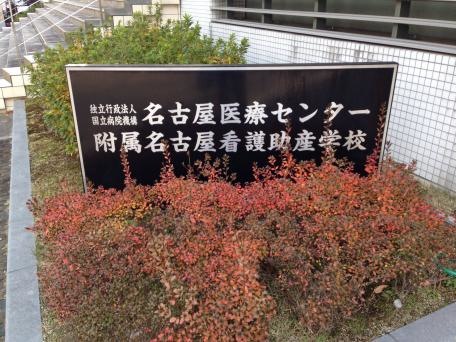 独立行政法人
国立病院機構 名古屋医療センター
附属名古屋看護助産学校